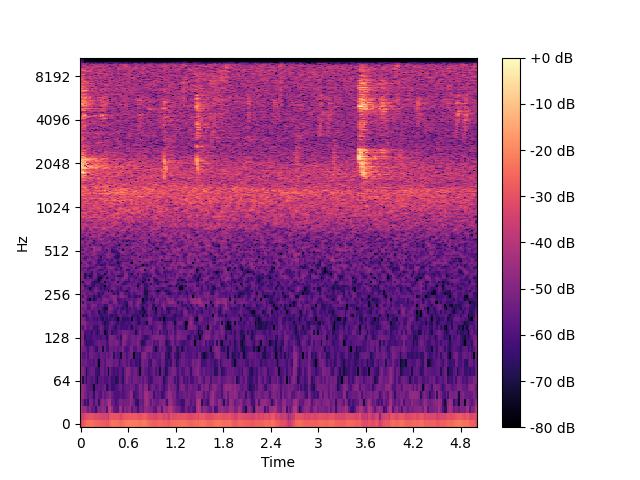 8192
4096
2048
1024
512
256
128
64
0
Hz
0 0.6 1.2 1.8 2.4 3 3.6 4.2 4.8
Time
+0 dB
-10 dB
-20 dB
-30 dB
-40 dB
-50 dB
-60 dB
-70 dB
-80 dB